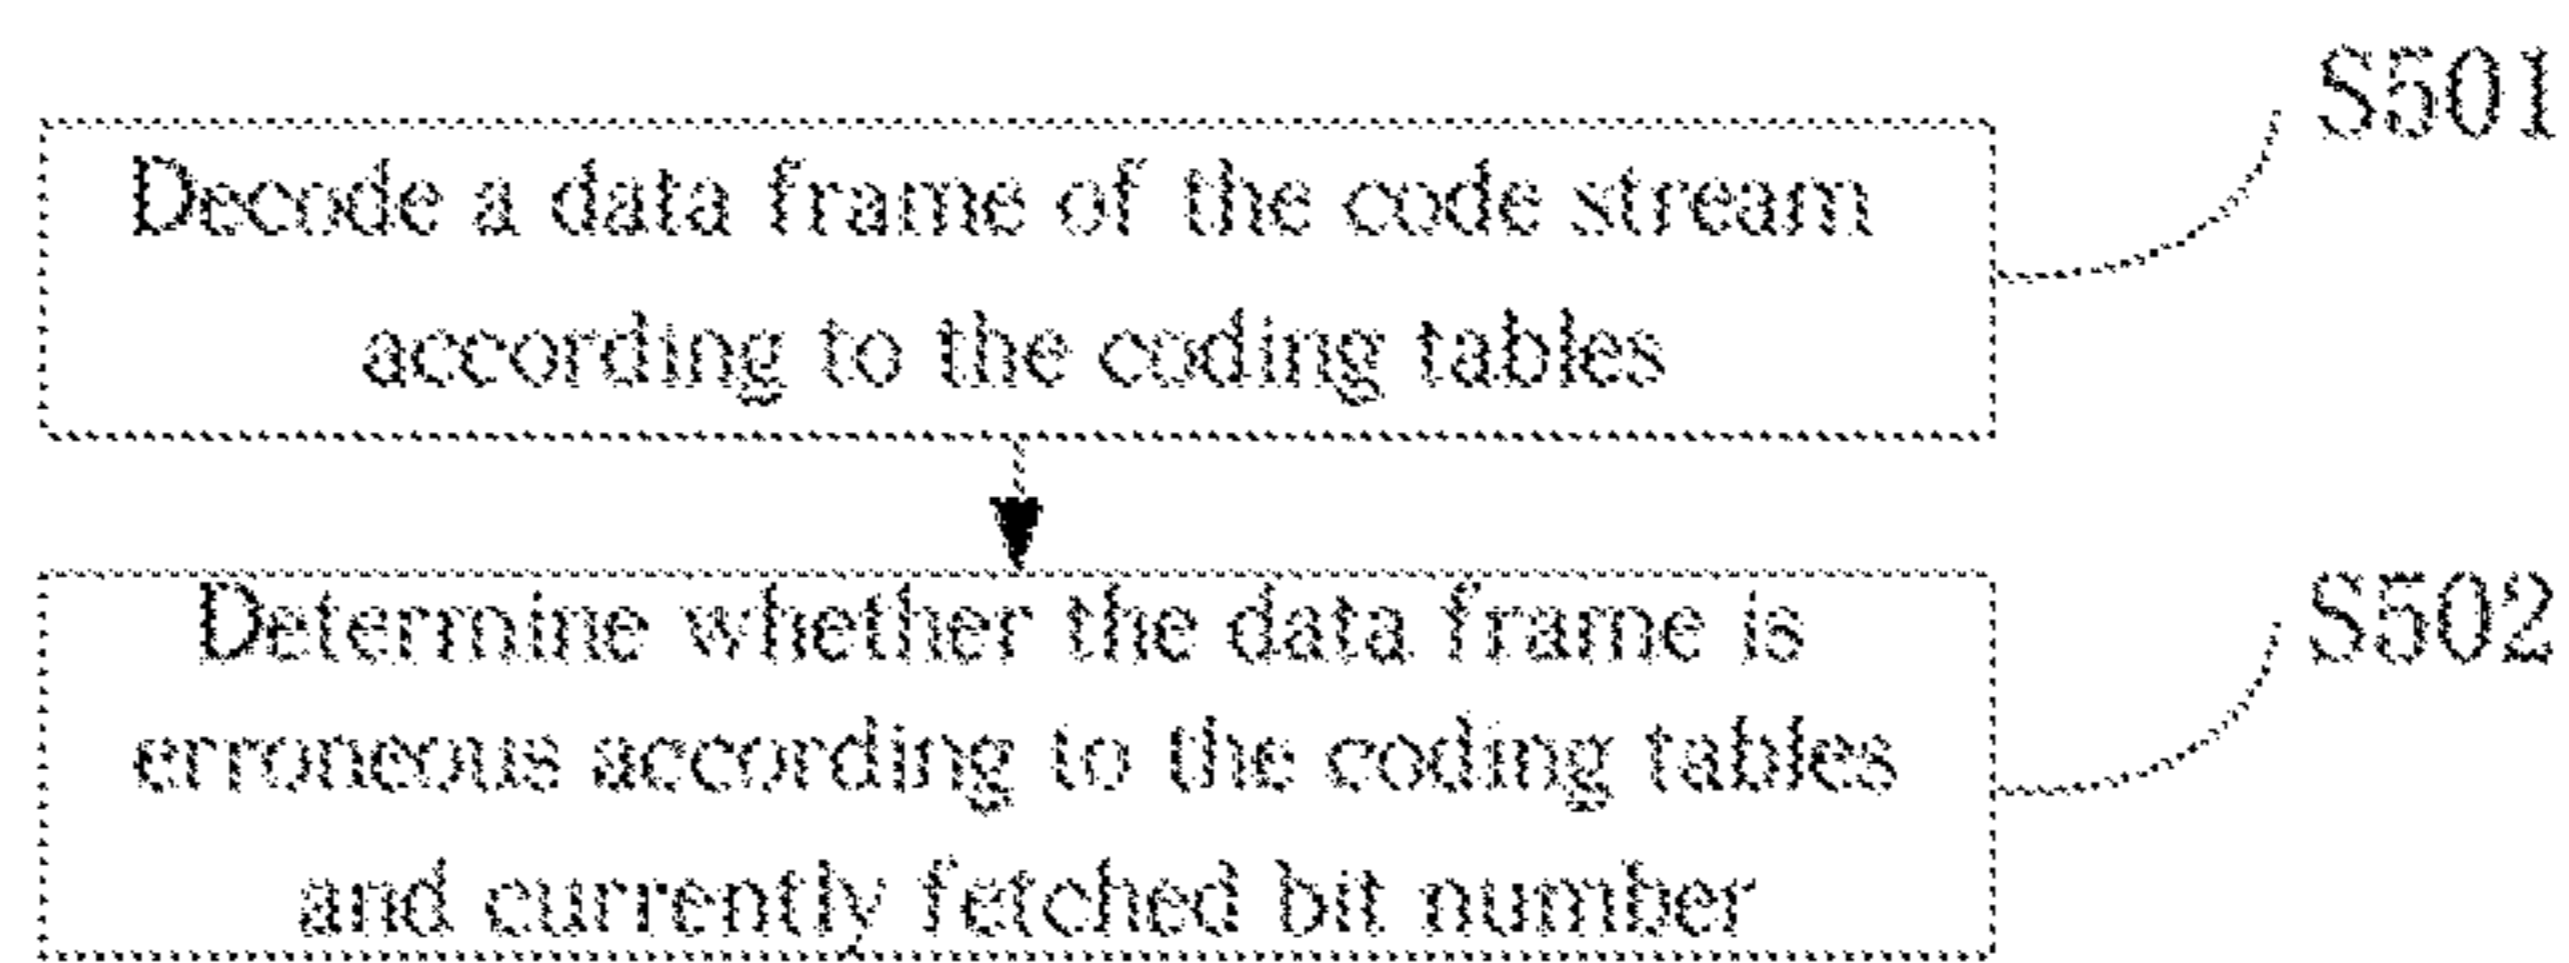 S501
Decode a data frame of the code stream
according to the coding tables
S502
Determine whether the data frame is
erroneous according to the coding tables
and currently fetched bit number